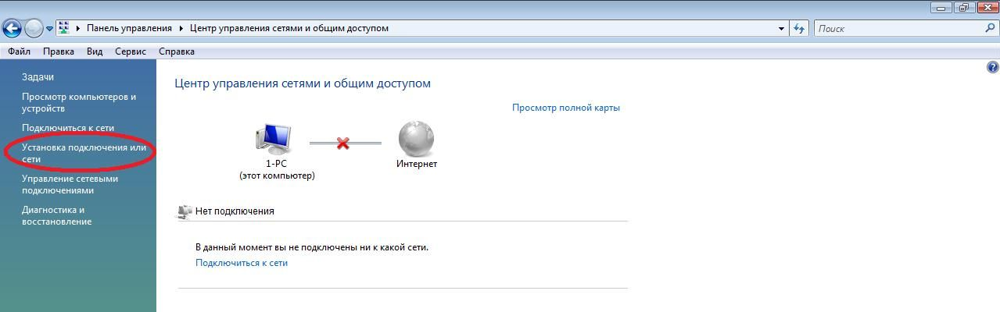 Панель управления Центр управления сетями и общим доступом Поиск
Файл Правка Вид Сервис Справка
Задачи
Просмотр компьютеров и
устройств
Подключиться к сети
Установка подключения или
сети
Управление сетевыми
подключениями
Диагностика и
восстановление
Центр управления сетями и общим доступом
Просмотр полной карты
1-PC
(этот компьютер)
Интернет
Нет подключения
В данный момент вы не подключены ни к какой сети.
Подключиться к сети